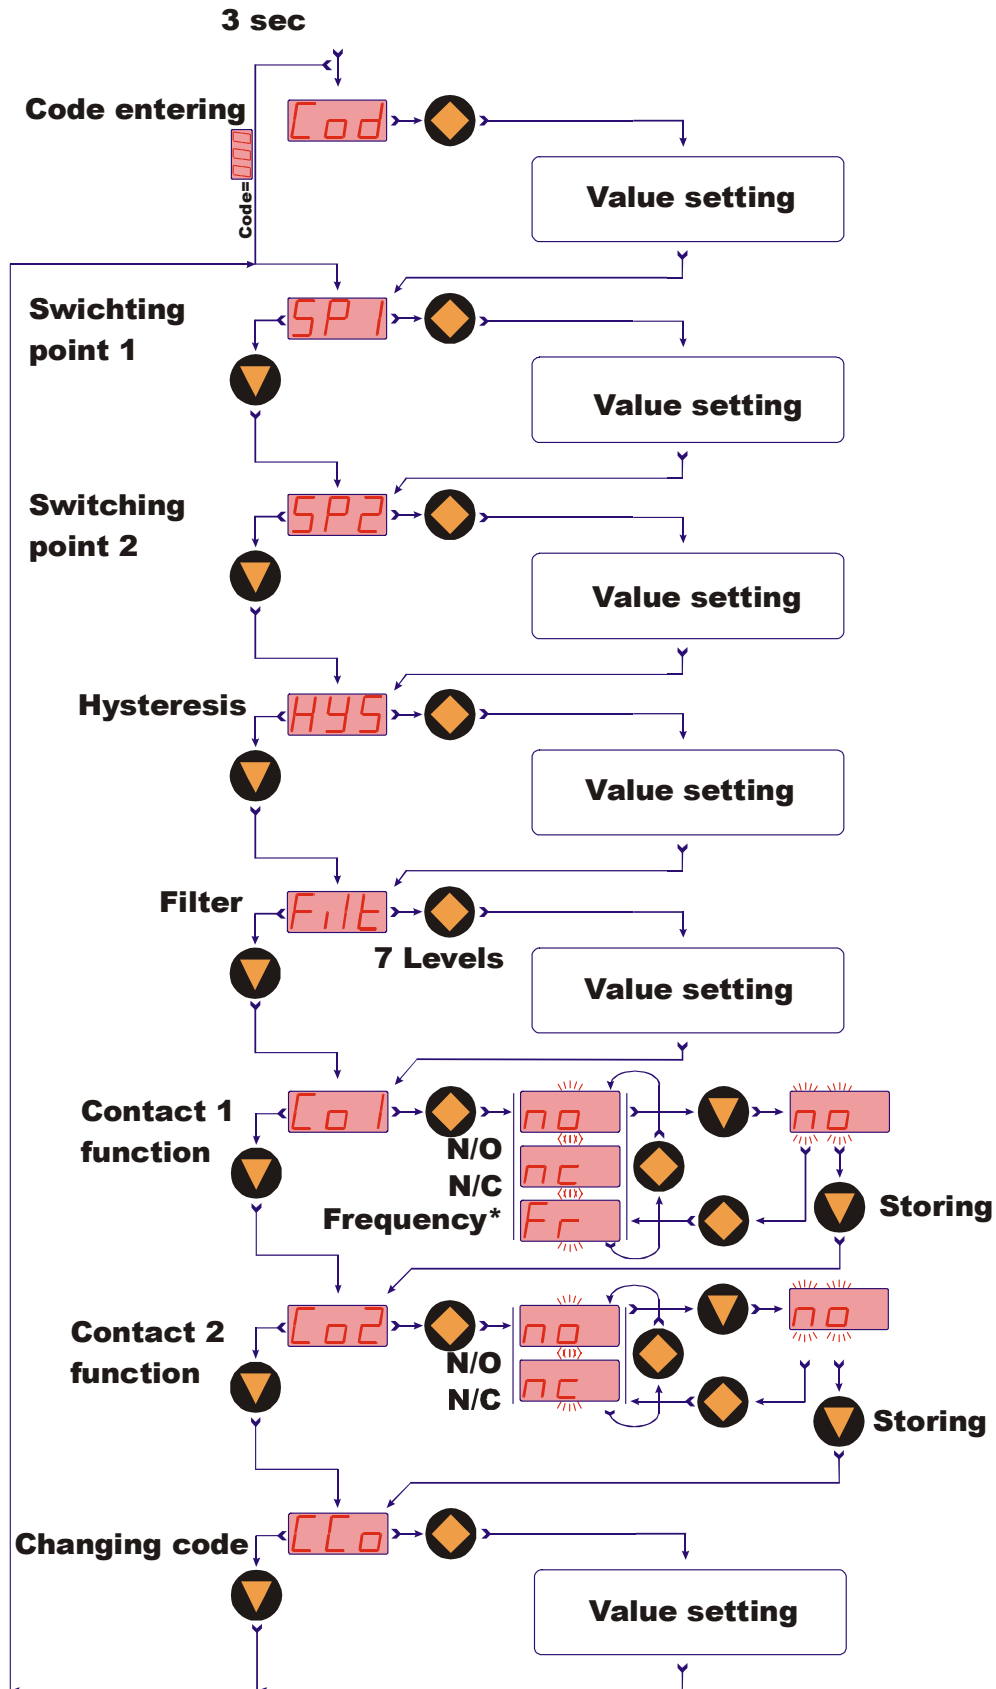 3 sec
Code entering
Cod
Code=000
Value setting
Swichting
point 1
SP1
Value setting
Switching
point 2
SP2
Value setting
Hysteresis
HYS
Value setting
Filter
Filt
7 Levels
Value setting
Contact 1
function
Co1
N/O
N/C
Frequency*
no
nc
Fr
no
Storing
Contact 2
function
Co2
N/O
N/C
no
nc
no
Storing
Changing code
CCo
Value setting